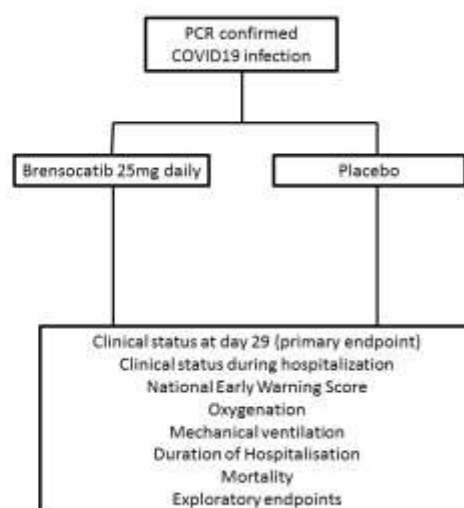 PCR confirmed
COVID19 infection
Brensocatib 25mg daily
Placebo
Clinical status at day 29 (primary endpoint)
Clinical status during hospitalization
National Early Warning Score
Oxygenation
Mechanical ventilation
Duration of Hospitalisation
Mortality
Exploratory endpoints